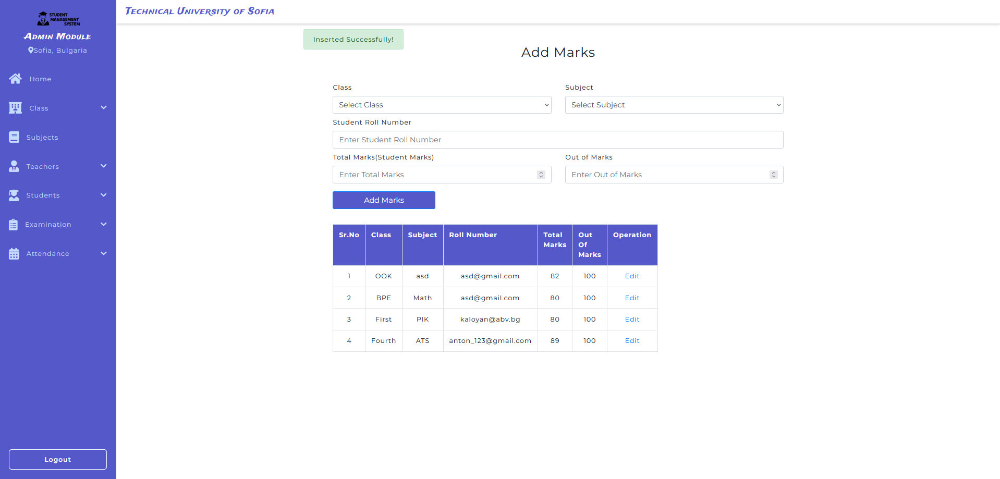 STUDENT
MANAGEMENT
SYSTEM
Admin Module
Sofia, Bulgaria
Home
Class
Subjects
Teachers
Students
Examination
Attendance
Logout
Technical University of Sofia
Inserted Successfully!
Add Marks
Class Subject
Select Class Select Subject
Student Roll Number
Enter Student Roll Number
Total Marks(Student Marks) Out of Marks
Enter Total Marks Enter Out of Marks
Add Marks
Sr.No Class Subject Roll Number Total Marks Out Of Marks Operation
1 OOK asd asd@gmail.com 82 100 Edit
2 BPE Math asd@gmail.com 80 100 Edit
3 First PIK kaloyan@abv.bg 80 100 Edit
4 Fourth ATS anton_123@gmail.com 89 100 Edit